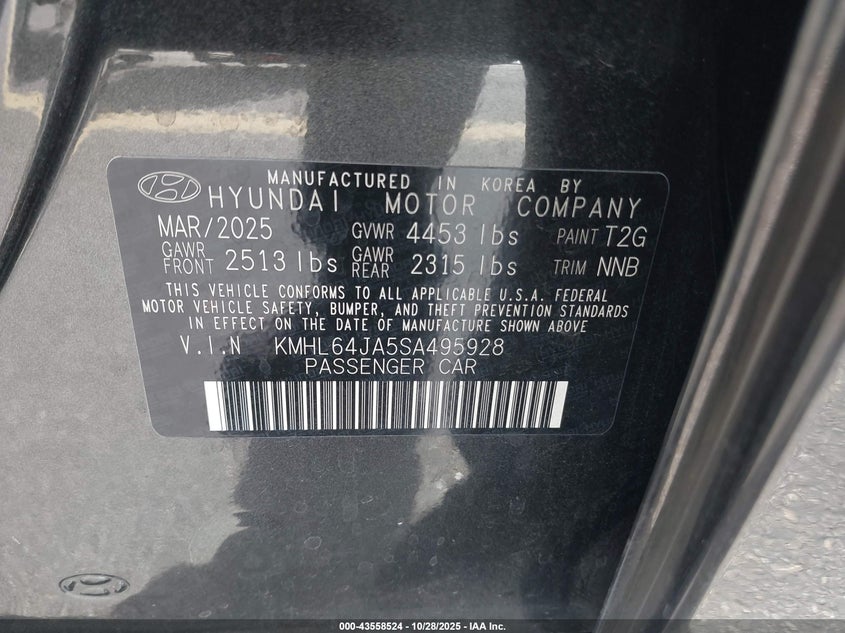 MANUFACTURED IN KOREA BY
HYUNDAI MOTOR COMPANY
MAR/2025 GVWR 4453 lbs PAINT T2G
GAWR FRONT 2513 lbs GAWR REAR 2315 lbs TRIM NNB
THIS VEHICLE CONFORMS TO ALL APPLICABLE U.S.A. FEDERAL
MOTOR VEHICLE SAFETY, BUMPER, AND THEFT PREVENTION STANDARDS
IN EFFECT ON THE DATE OF MANUFACTURE SHOWN ABOVE
V.I.N KMHL64JA5SA495928
PASSENGER CAR
000-43558524 - 10/28/2025 - IAA Inc.